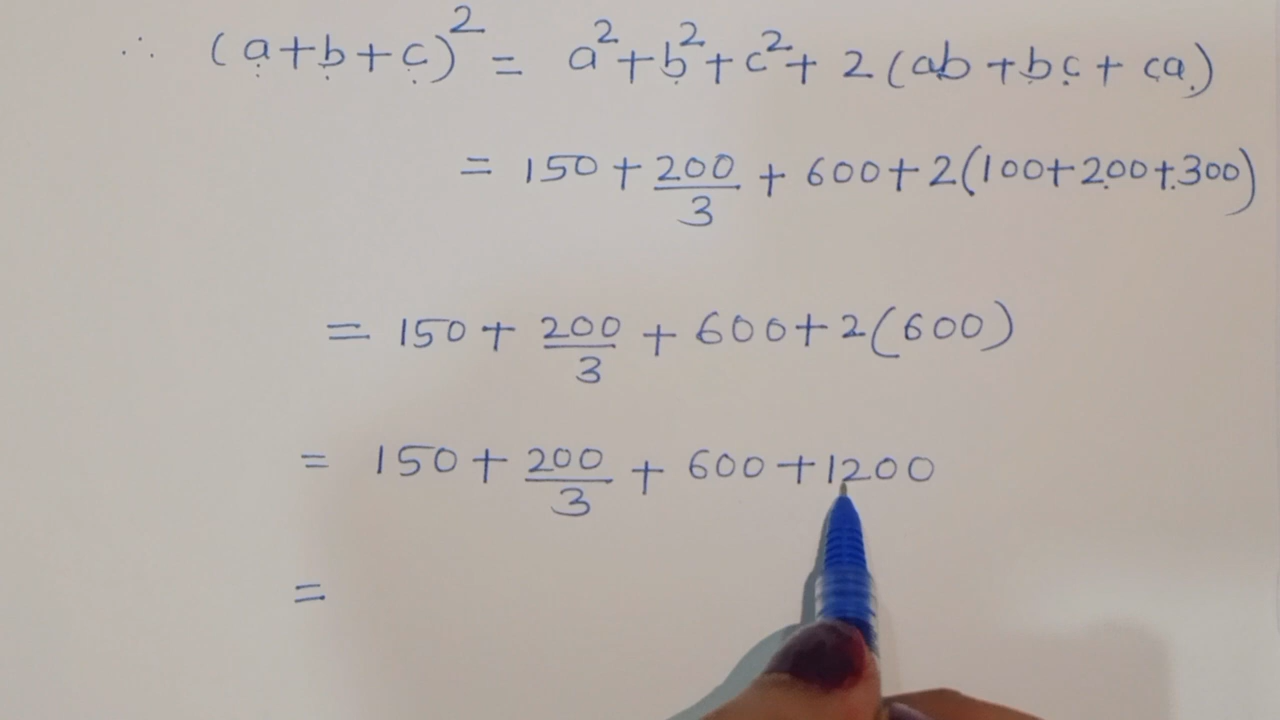 ∴ (a+b+c)² = a²+b²+c²+ 2(ab+bc+ca)
= 150 + 200/3 + 600+2(100+200+300)
= 150+ 200/3 + 600+2(600)
= 150+ 200/3 + 600+1200
=